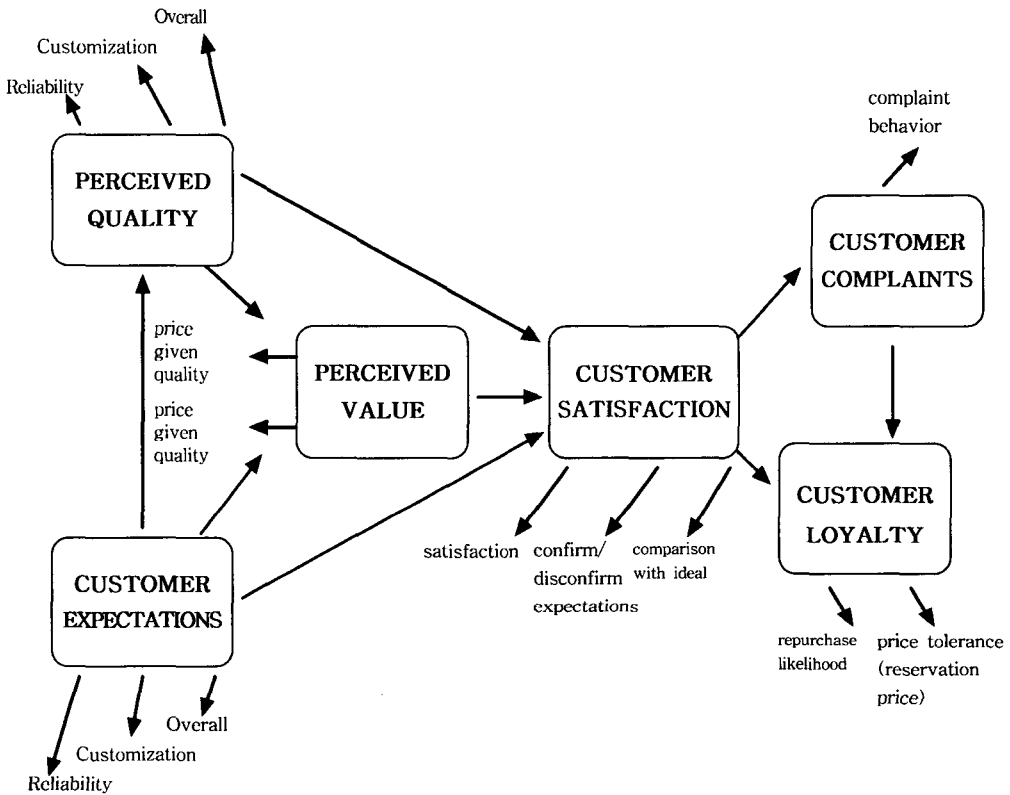 Overall
Customization
Reliability
PERCEIVED
QUALITY
complaint
behavior
CUSTOMER
COMPLAINTS
price
given
quality
price
given
quality
PERCEIVED
VALUE
CUSTOMER
SATISFACTION
satisfaction
confirm/
disconfirm
expectations
comparison
with ideal
CUSTOMER
LOYALTY
repurchase
likelihood
price tolerance
(reservation
price)
CUSTOMER
EXPECTATIONS
Overall
Customization
Reliability